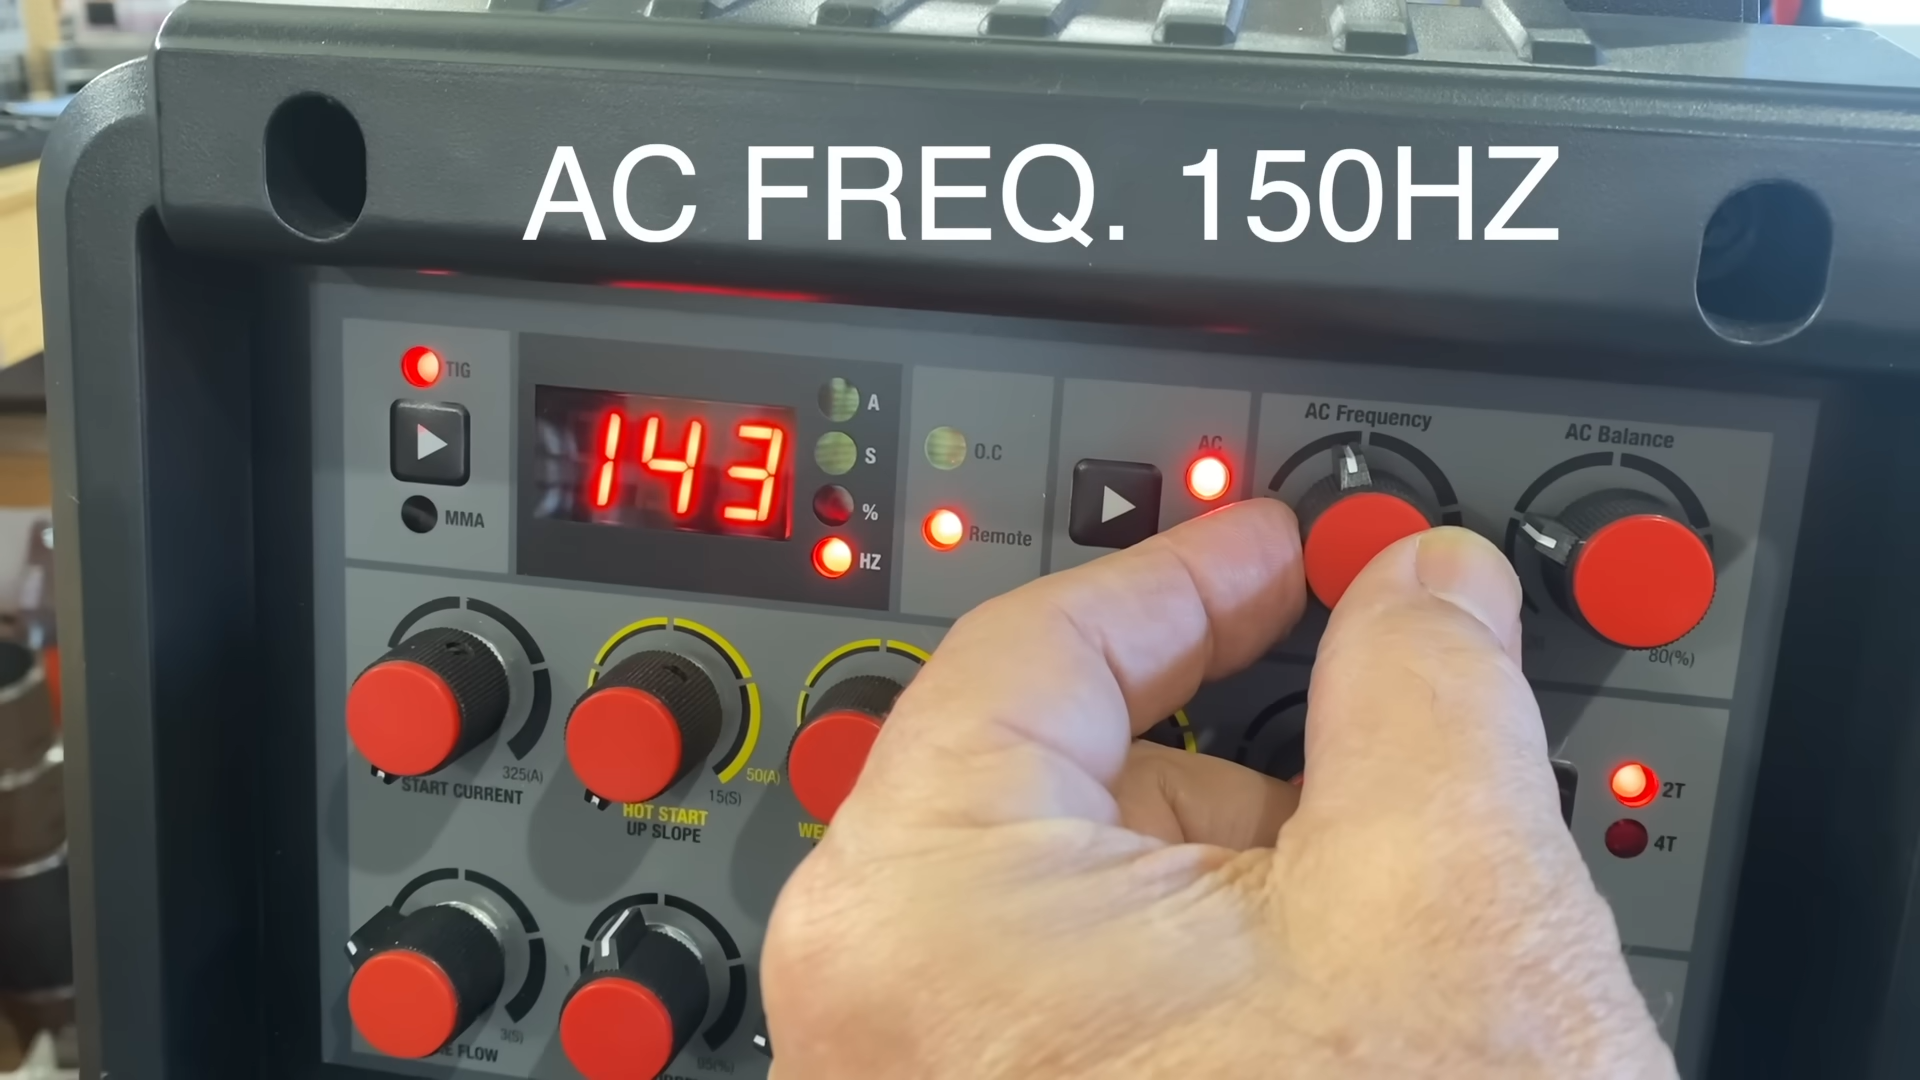 AC FREQ. 150HZ
TIG
MMA
143
A
S
%
HZ
O.C
Remote
AC
AC Frequency
AC Balance
80(%)
325(A)
START CURRENT
50(A)
15(S)
HOT START
UP SLOPE
2T
4T
3(S)
FLOW
95(%)